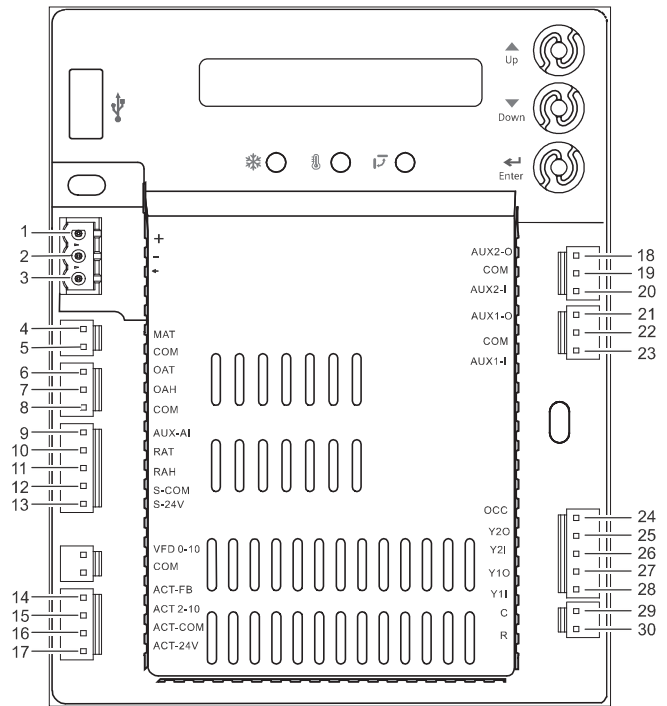 Up
Down
Enter
1
2
3
+
-
4
5
6
7
8
9
10
11
12
13
14
15
16
17
MAT
COM
OAT
OAH
COM
AUX-AI
RAT
RAH
S-COM
S-24V
VFD 0-10
COM
ACT-FB
ACT 2-10
ACT-COM
ACT-24V
AUX2-O
COM
AUX2-I
AUX1-O
COM
AUX1-I
OCC
Y2O
Y2I
Y1O
Y1I
C
R
18
19
20
21
22
23
24
25
26
27
28
29
30